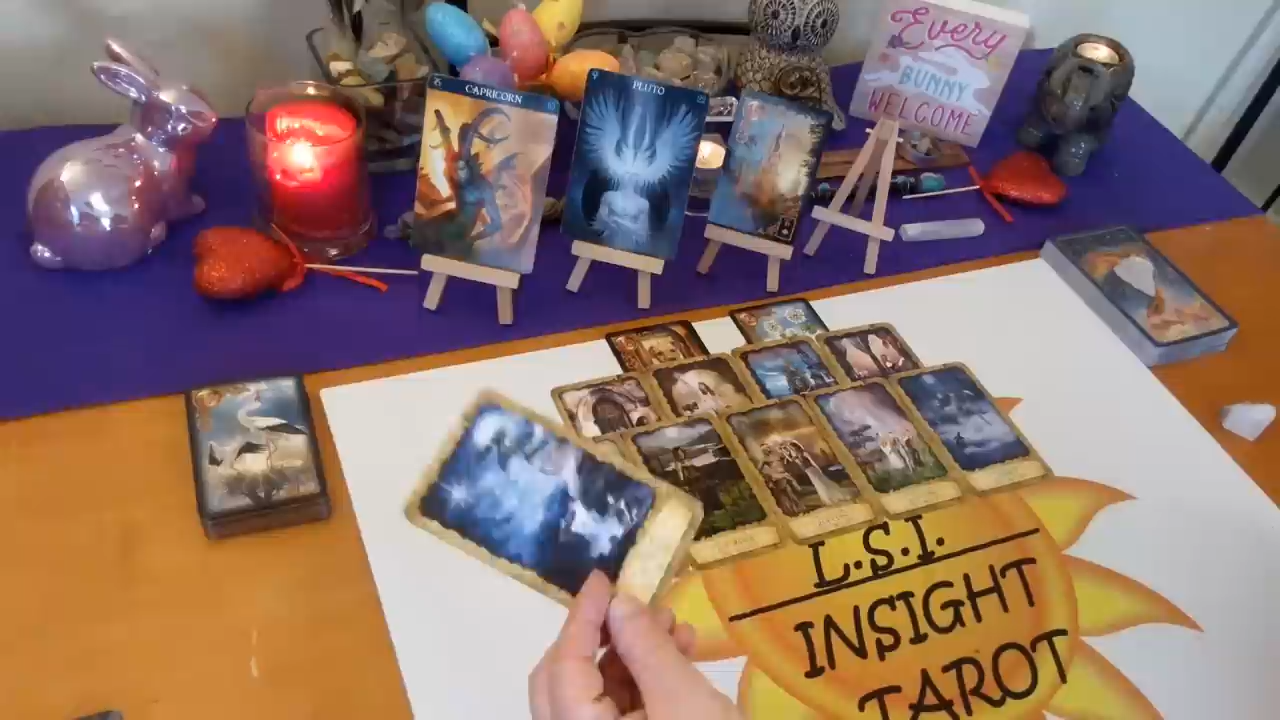 CAPRICORN
PLUTO
Every
BUNNY
WELCOME
L.S.I.
INSIGHT
TAROT